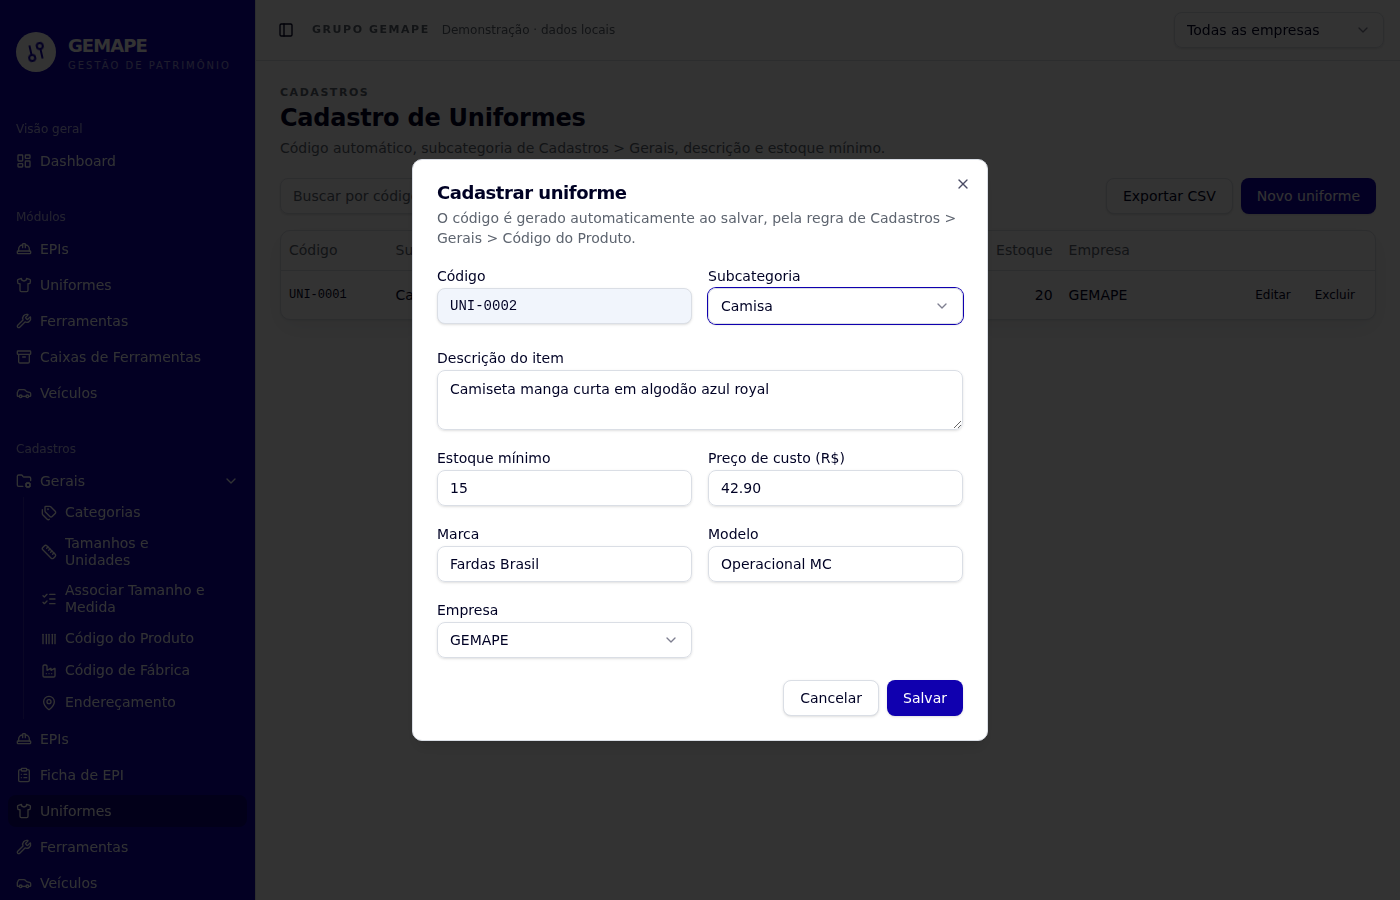 GEMAPE
GESTÃO DE PATRIMÔNIO
Visão geral
Dashboard
Módulos
EPIs
Uniformes
Ferramentas
Caixas de Ferramentas
Veículos
Cadastros
Gerais
Categorias
Tamanhos e
Unidades
Associar Tamanho e
Medida
Código do Produto
Código de Fábrica
Endereçamento
EPIs
Ficha de EPI
Uniformes
Ferramentas
Veículos
GRUPO GEMAPE Demonstração · dados locais
Todas as empresas
CADASTROS
Cadastro de Uniformes
Código automático, subcategoria de Cadastros > Gerais, descrição e estoque mínimo.
Buscar por códig
Exportar CSV
Novo uniforme
Código Su Estoque Empresa
UNI-0001 Ca 20 GEMAPE Editar Excluir
Cadastrar uniforme
O código é gerado automaticamente ao salvar, pela regra de Cadastros >
Gerais > Código do Produto.
Código Subcategoria
UNI-0002 Camisa
Descrição do item
Camiseta manga curta em algodão azul royal
Estoque mínimo Preço de custo (R$)
15 42.90
Marca Modelo
Fardas Brasil Operacional MC
Empresa
GEMAPE
Cancelar Salvar